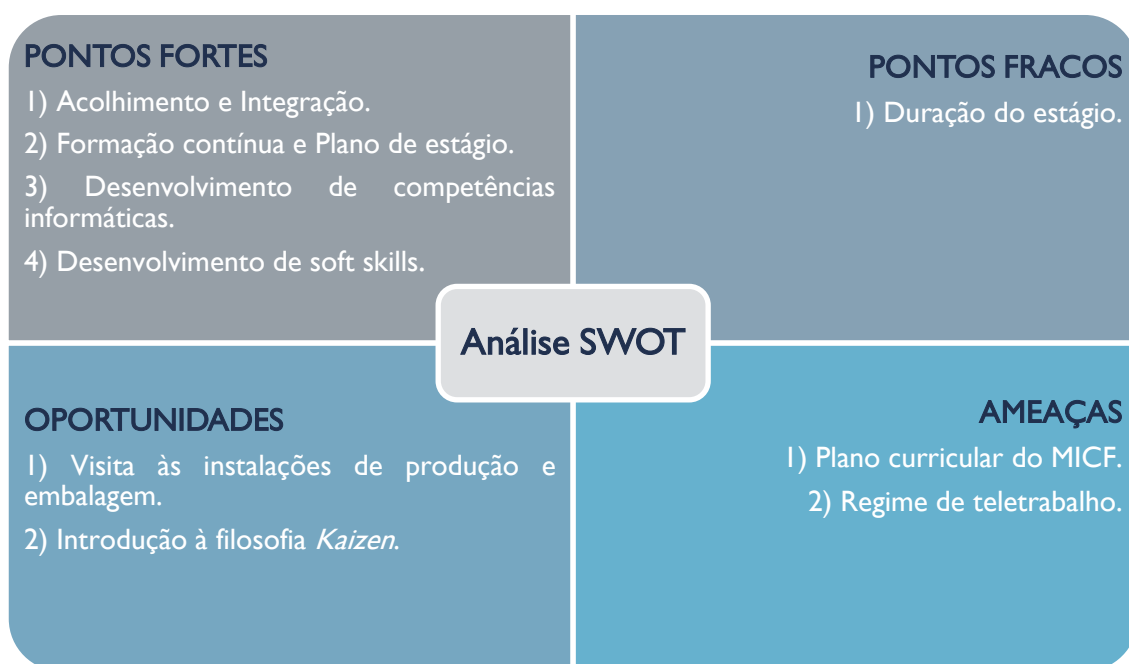 PONTOS FORTES
1) Acolhimento e Integração.
2) Formação contínua e Plano de estágio.
3) Desenvolvimento de competências
informáticas.
4) Desenvolvimento de soft skills.
PONTOS FRACOS
1) Duração do estágio.
Análise SWOT
OPORTUNIDADES
1) Visita às instalações de produção e
embalagem.
2) Introdução à filosofia Kaizen.
AMEAÇAS
1) Plano curricular do MICF.
2) Regime de teletrabalho.